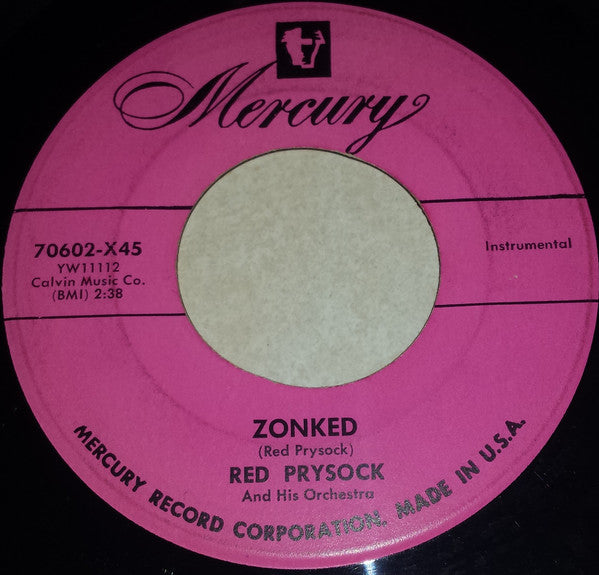 Mercury
70602-X45
YW11112
Calvin Music Co.
(BMI) 2:38
Instrumental
ZONKED
(Red Prysock)
RED PRYSOCK
And His Orchestra
MERCURY RECORD CORPORATION. MADE IN U.S.A.